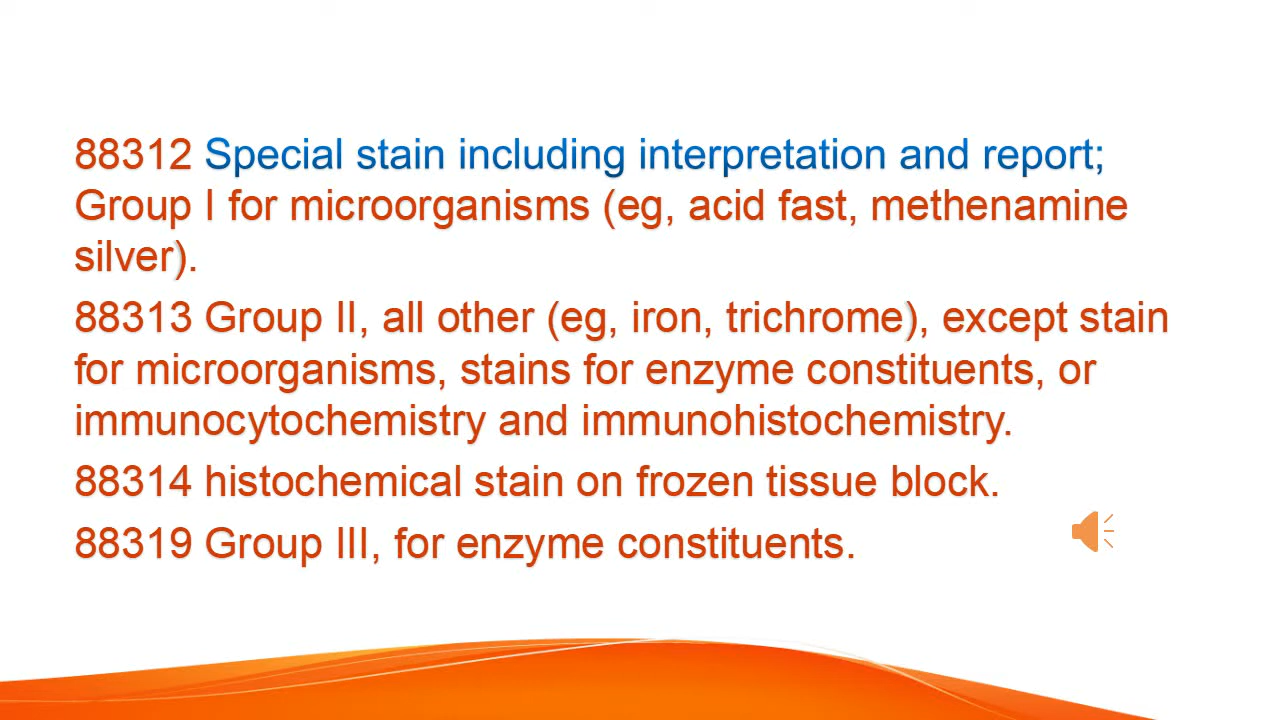 88312 Special stain including interpretation and report;
Group I for microorganisms (eg, acid fast, methenamine
silver).
88313 Group II, all other (eg, iron, trichrome), except stain
for microorganisms, stains for enzyme constituents, or
immunocytochemistry and immunohistochemistry.
88314 histochemical stain on frozen tissue block.
88319 Group III, for enzyme constituents.